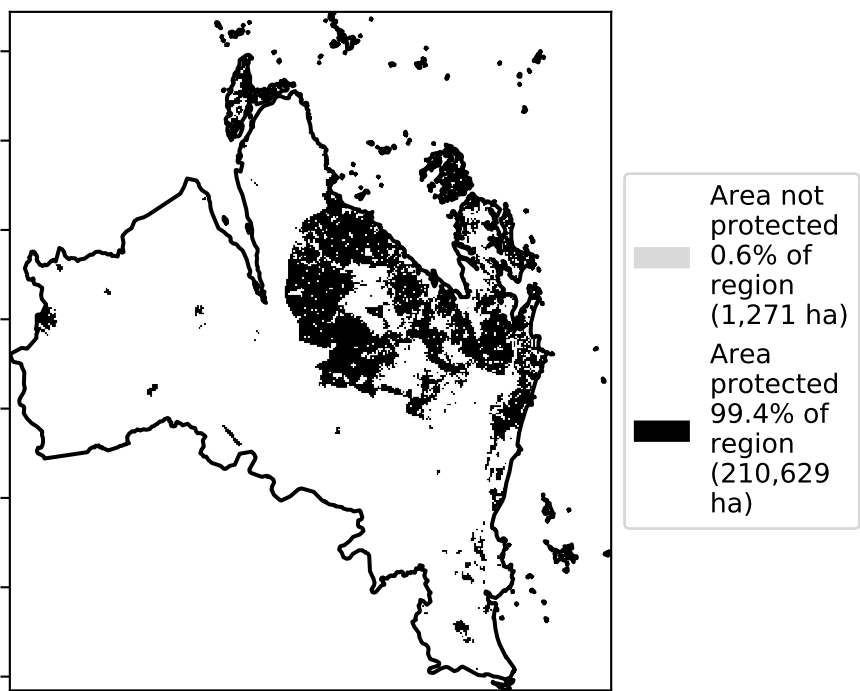 Area not
protected
0.6% of
region
(1,271 ha)
Area
protected
99.4% of
region
(210,629
ha)